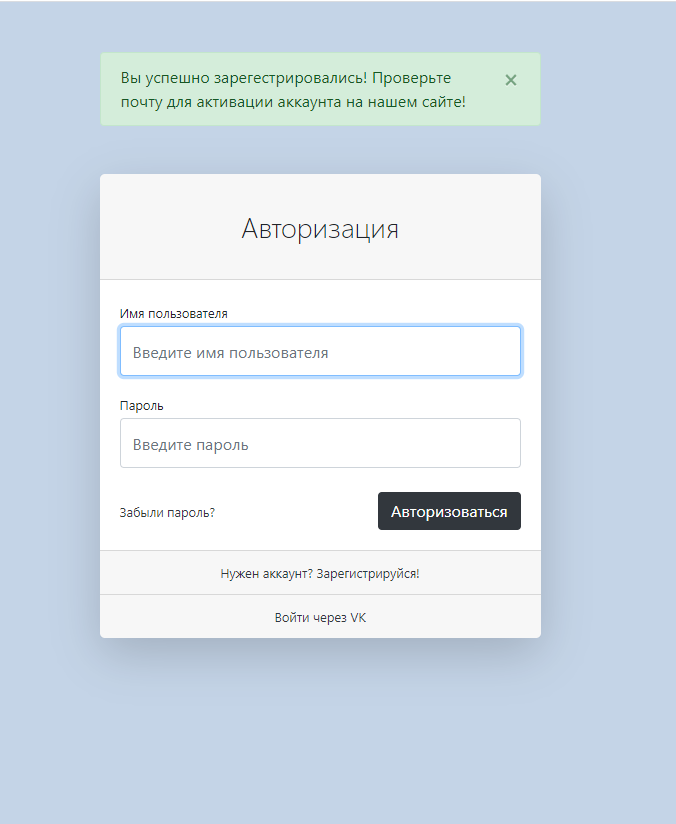 Вы успешно зарегестрировались! Проверьте
почту для активации аккаунта на нашем сайте!
×
Авторизация
Имя пользователя
Введите имя пользователя
Пароль
Введите пароль
Забыли пароль?
Авторизоваться
Нужен аккаунт? Зарегистрируйся!
Войти через VK